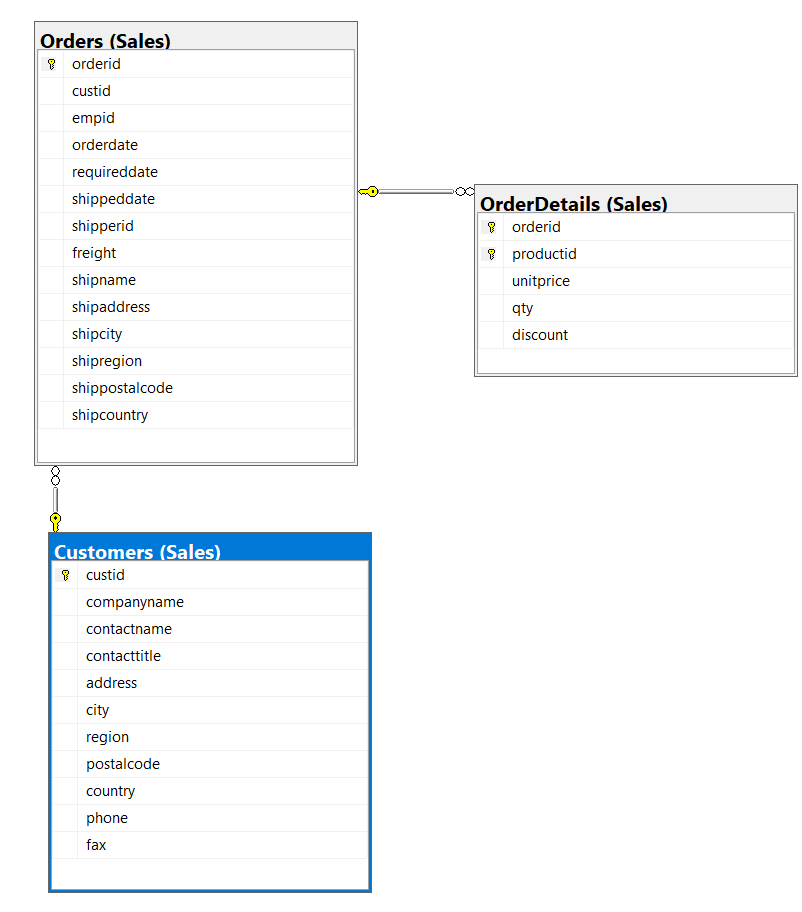 Orders (Sales)
orderid
custid
empid
orderdate
requireddate
shippeddate
shipperid
freight
shipname
shipaddress
shipcity
shipregion
shippostalcode
shipcountry
OrderDetails (Sales)
orderid
productid
unitprice
qty
discount
Customers (Sales)
custid
companyname
contactname
contacttitle
address
city
region
postalcode
country
phone
fax